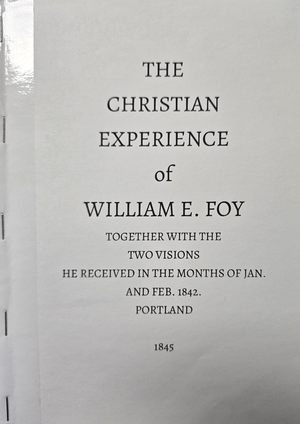 THE
CHRISTIAN
EXPERIENCE
of
WILLIAM E. FOY
TOGETHER WITH THE
TWO VISIONS
HE RECEIVED IN THE MONTHS OF JAN.
AND FEB. 1842.
PORTLAND
1845